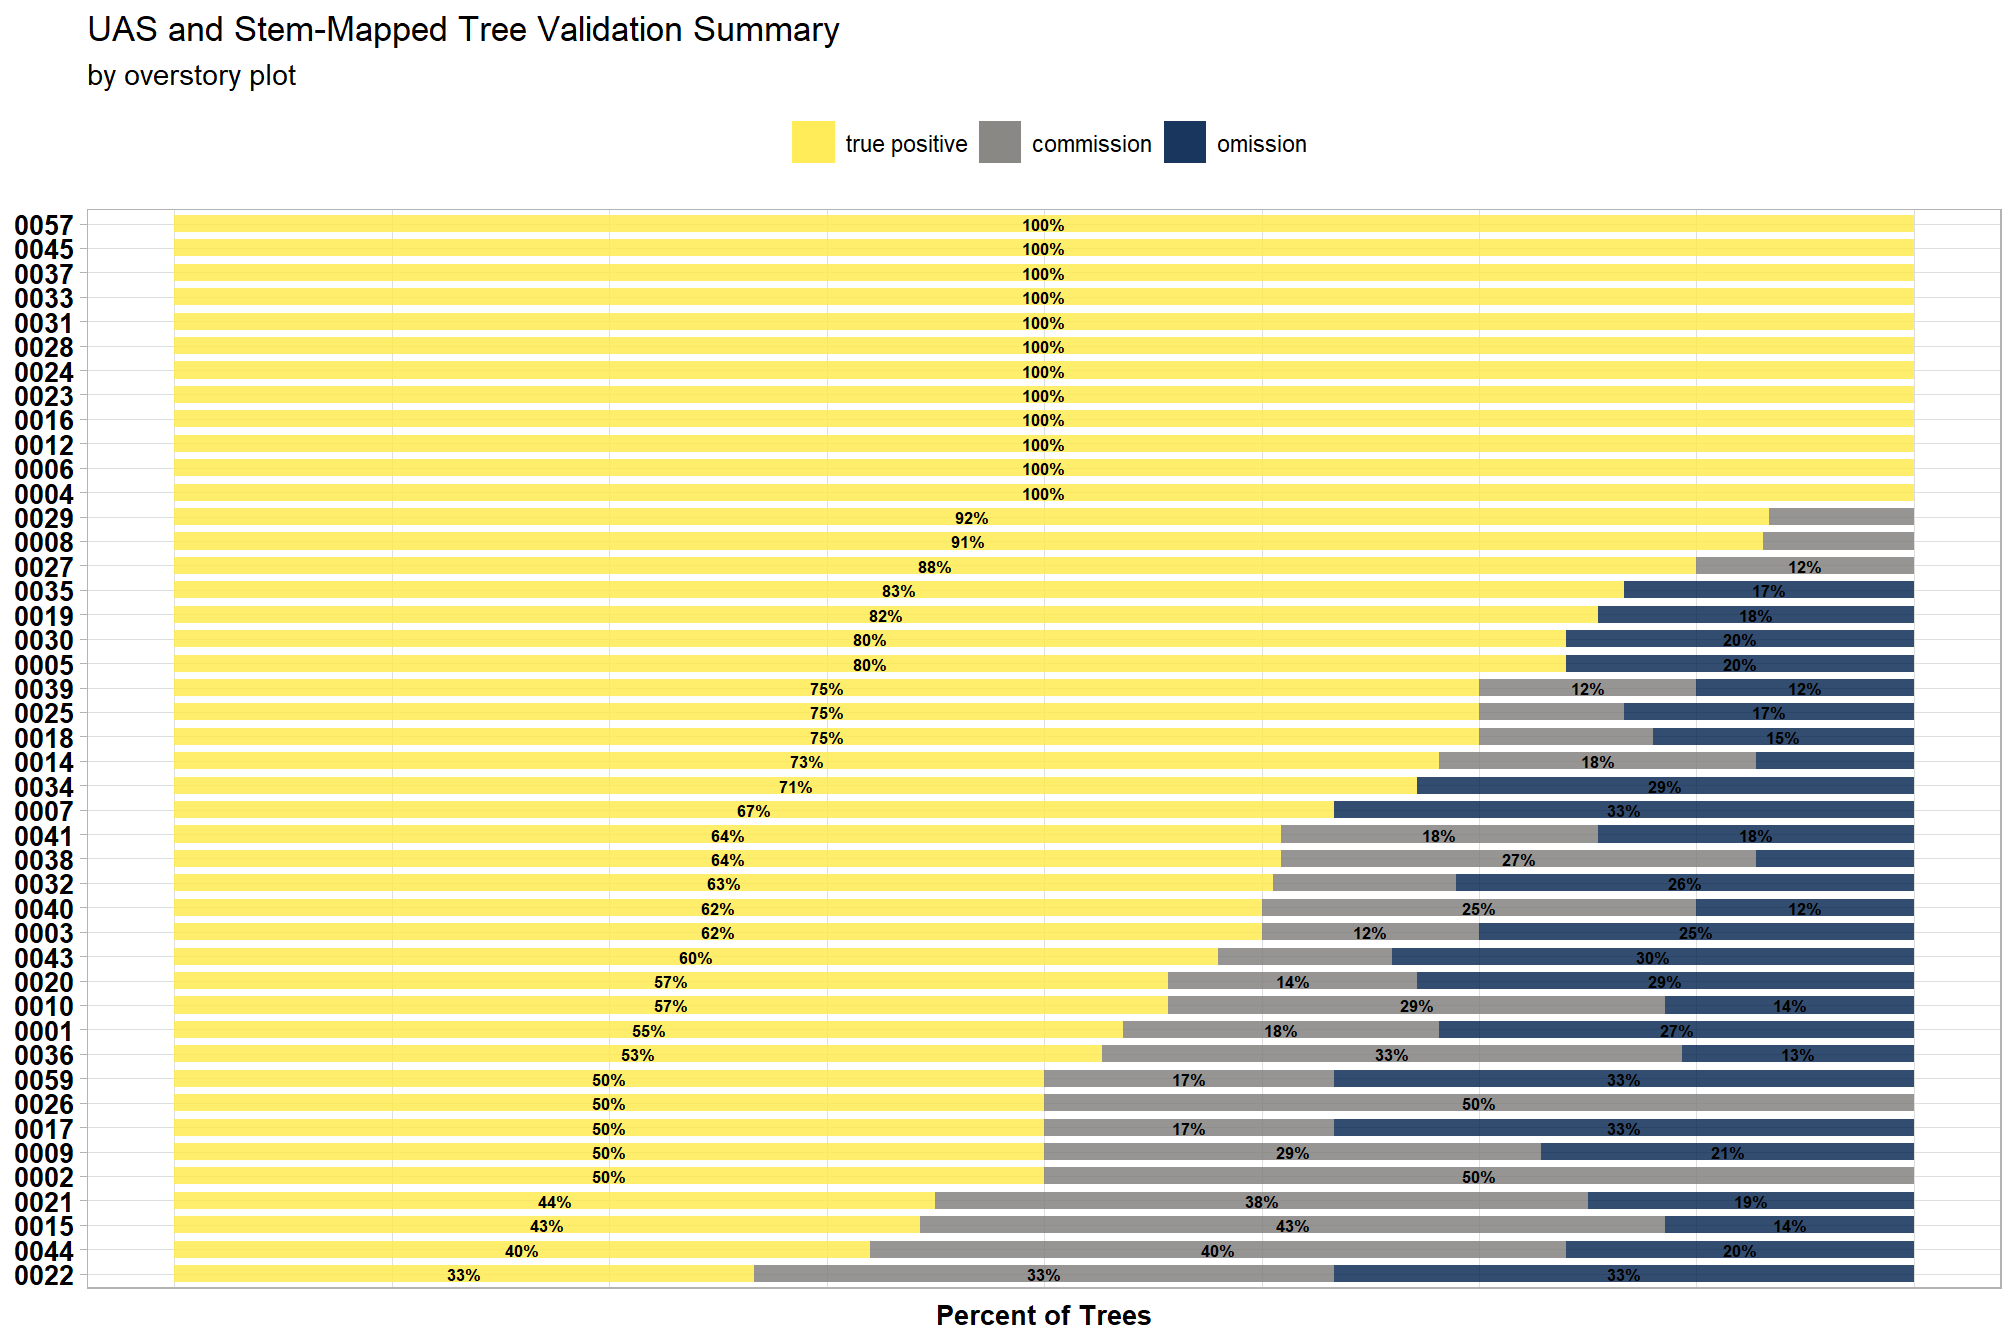 UAS and Stem-Mapped Tree Validation Summary
by overstory plot
true positive commission omission
0057 100%
0045 100%
0037 100%
0033 100%
0031 100%
0028 100%
0024 100%
0023 100%
0016 100%
0012 100%
0006 100%
0004 100%
0029 92%
0008 91%
0027 88% 12%
0035 83% 17%
0019 82% 18%
0030 80% 20%
0005 80% 20%
0039 75% 12% 12%
0025 75% 17%
0018 75% 15%
0014 73% 18%
0034 71% 29%
0007 67% 33%
0041 64% 18% 18%
0038 64% 27%
0032 63% 26%
0040 62% 25% 12%
0003 62% 12% 25%
0043 60% 30%
0020 57% 14% 29%
0010 57% 29% 14%
0001 55% 18% 27%
0036 53% 33% 13%
0059 50% 17% 33%
0026 50% 50%
0017 50% 17% 33%
0009 50% 29% 21%
0002 50% 50%
0021 44% 38% 19%
0015 43% 43% 14%
0044 40% 40% 20%
0022 33% 33% 33%
Percent of Trees